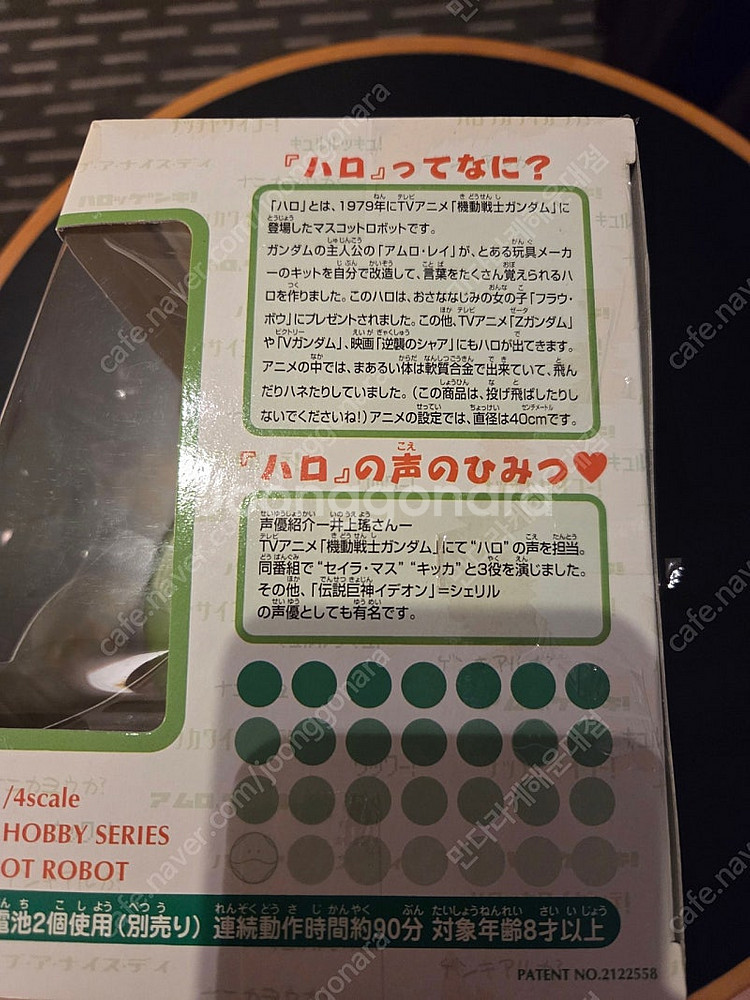 『ハロ』ってなに？
「ハロ」とは、1979年にTVアニメ「機動戦士ガンダム」に
登場したマスコットロボットです。
ガンダムの主人公の「アムロ・レイ」が、とある玩具メーカ
ーのキットを自分で改造して、言葉をたくさん覚えられるハ
ロを作りました。このハロは、おさななじみの女の子「フラウ・
ボウ」にプレゼントされました。この他、TVアニメ「Zガンダム」
や「Vガンダム」、映画「逆襲のシャア」にもハロが出てきます。
アニメの中では、まあるい体は軟質合金で出来ていて、飛ん
だりハネたりしていました。（この商品は、投げ飛ばしたりし
ないでくださいね！）アニメの設定では、直径は40cmです。
『ハロ』の声のひみつ♥
声優紹介ー井上瑤さんー
TVアニメ「機動戦士ガンダム」にて“ハロ”の声を担当。
同番組で“セイラ・マス”“キッカ”と3役を演じました。
その他、「伝説巨神イデオン」=シェリル
の声優としても有名です。
/4scale
HOBBY SERIES
OT ROBOT
電池2個使用（別売り） 連続動作時間約90分 対象年齢8才以上
PATENT NO.2122558
joonggonara
cafe.naver.com/joonggonara